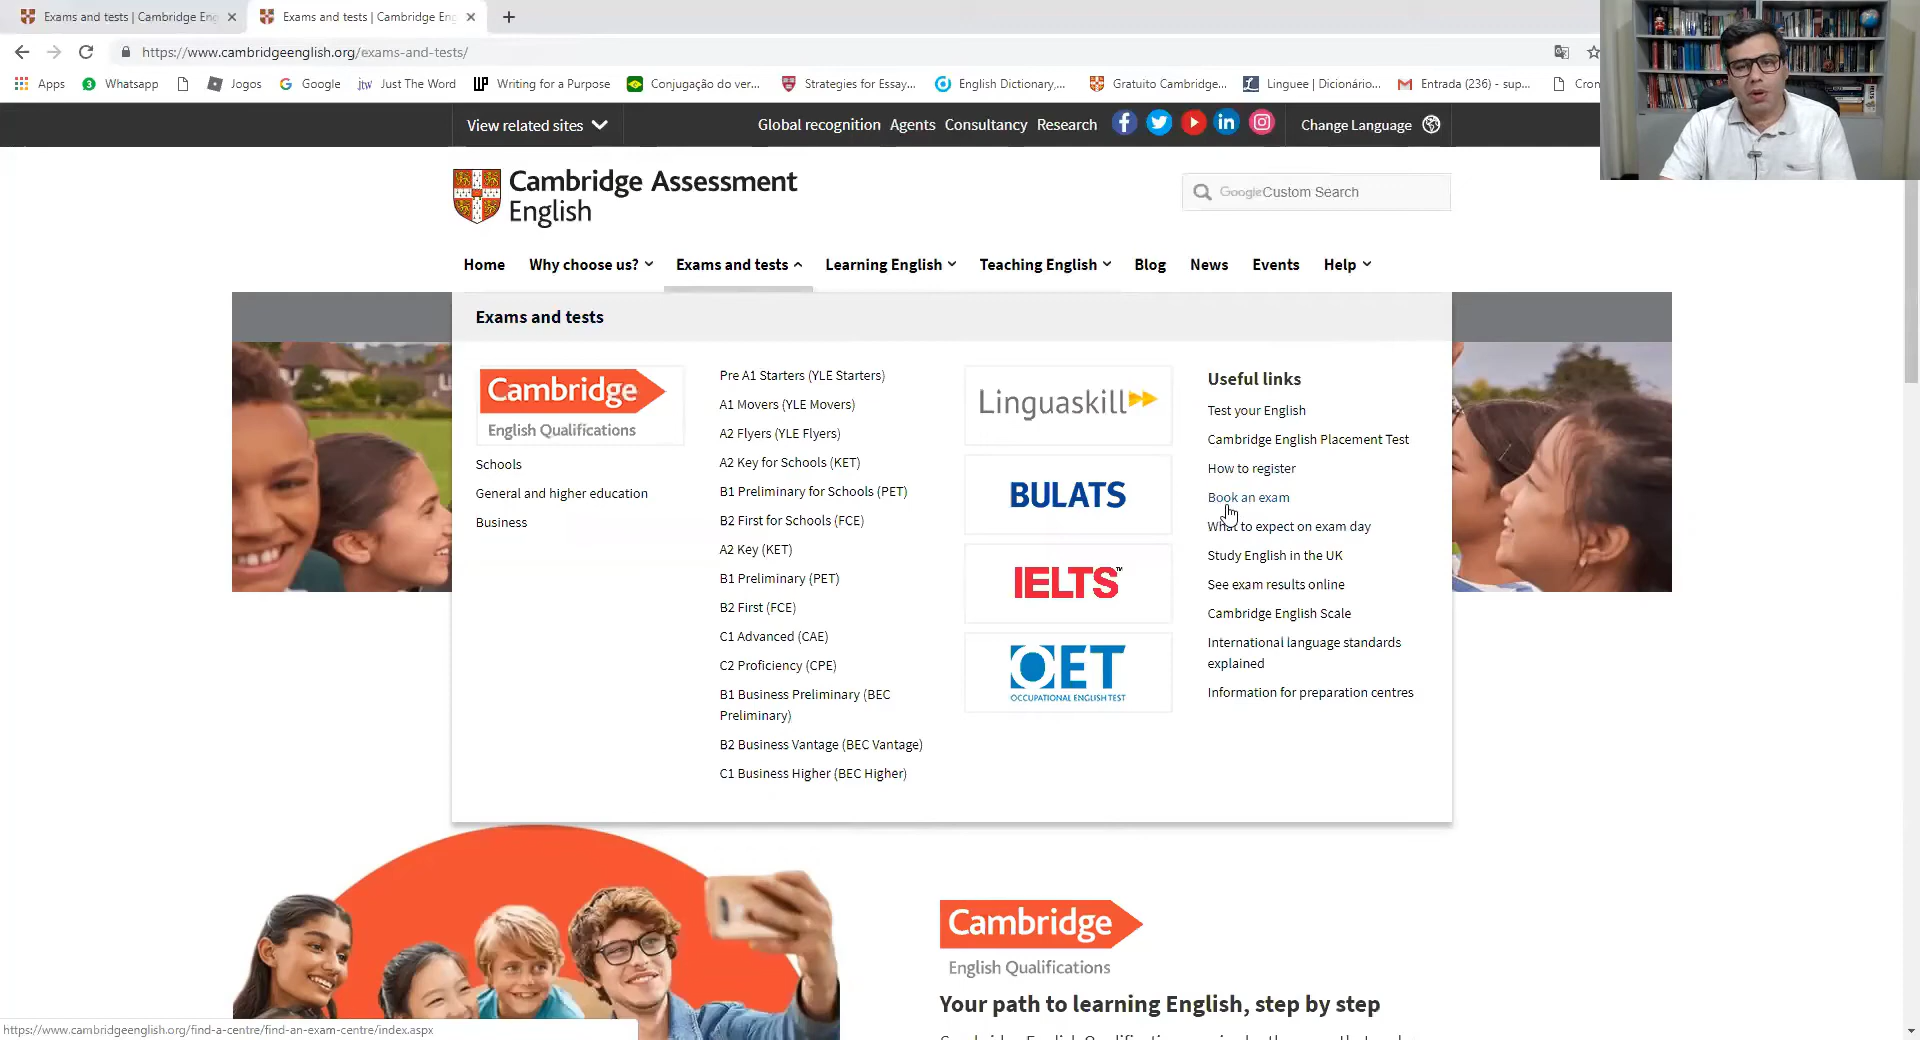 Exams and tests | Cambridge Eng
Exams and tests | Cambridge Eng
https://www.cambridgeenglish.org/exams-and-tests/
Apps
Whatsapp
Jogos
Google
jtw Just The Word
Writing for a Purpose
Conjugação do ver...
Strategies for Essay...
English Dictionary,...
Gratuito Cambridge...
Linguee | Dicionário...
Entrada (236) - sup...
Cron
View related sites
Global recognition
Agents
Consultancy
Research
Change Language
Cambridge Assessment
English
Google Custom Search
Home
Why choose us?
Exams and tests
Learning English
Teaching English
Blog
News
Events
Help
Exams and tests
Cambridge
English Qualifications
Schools
General and higher education
Business
Pre A1 Starters (YLE Starters)
A1 Movers (YLE Movers)
A2 Flyers (YLE Flyers)
A2 Key for Schools (KET)
B1 Preliminary for Schools (PET)
B2 First for Schools (FCE)
A2 Key (KET)
B1 Preliminary (PET)
B2 First (FCE)
C1 Advanced (CAE)
C2 Proficiency (CPE)
B1 Business Preliminary (BEC
Preliminary)
B2 Business Vantage (BEC Vantage)
C1 Business Higher (BEC Higher)
Linguaskill
BULATS
IELTS™
OET
OCCUPATIONAL ENGLISH TEST
Useful links
Test your English
Cambridge English Placement Test
How to register
Book an exam
What to expect on exam day
Study English in the UK
See exam results online
Cambridge English Scale
International language standards
explained
Information for preparation centres
Cambridge
English Qualifications
Your path to learning English, step by step
https://www.cambridgeenglish.org/find-a-centre/find-an-exam-centre/index.aspx